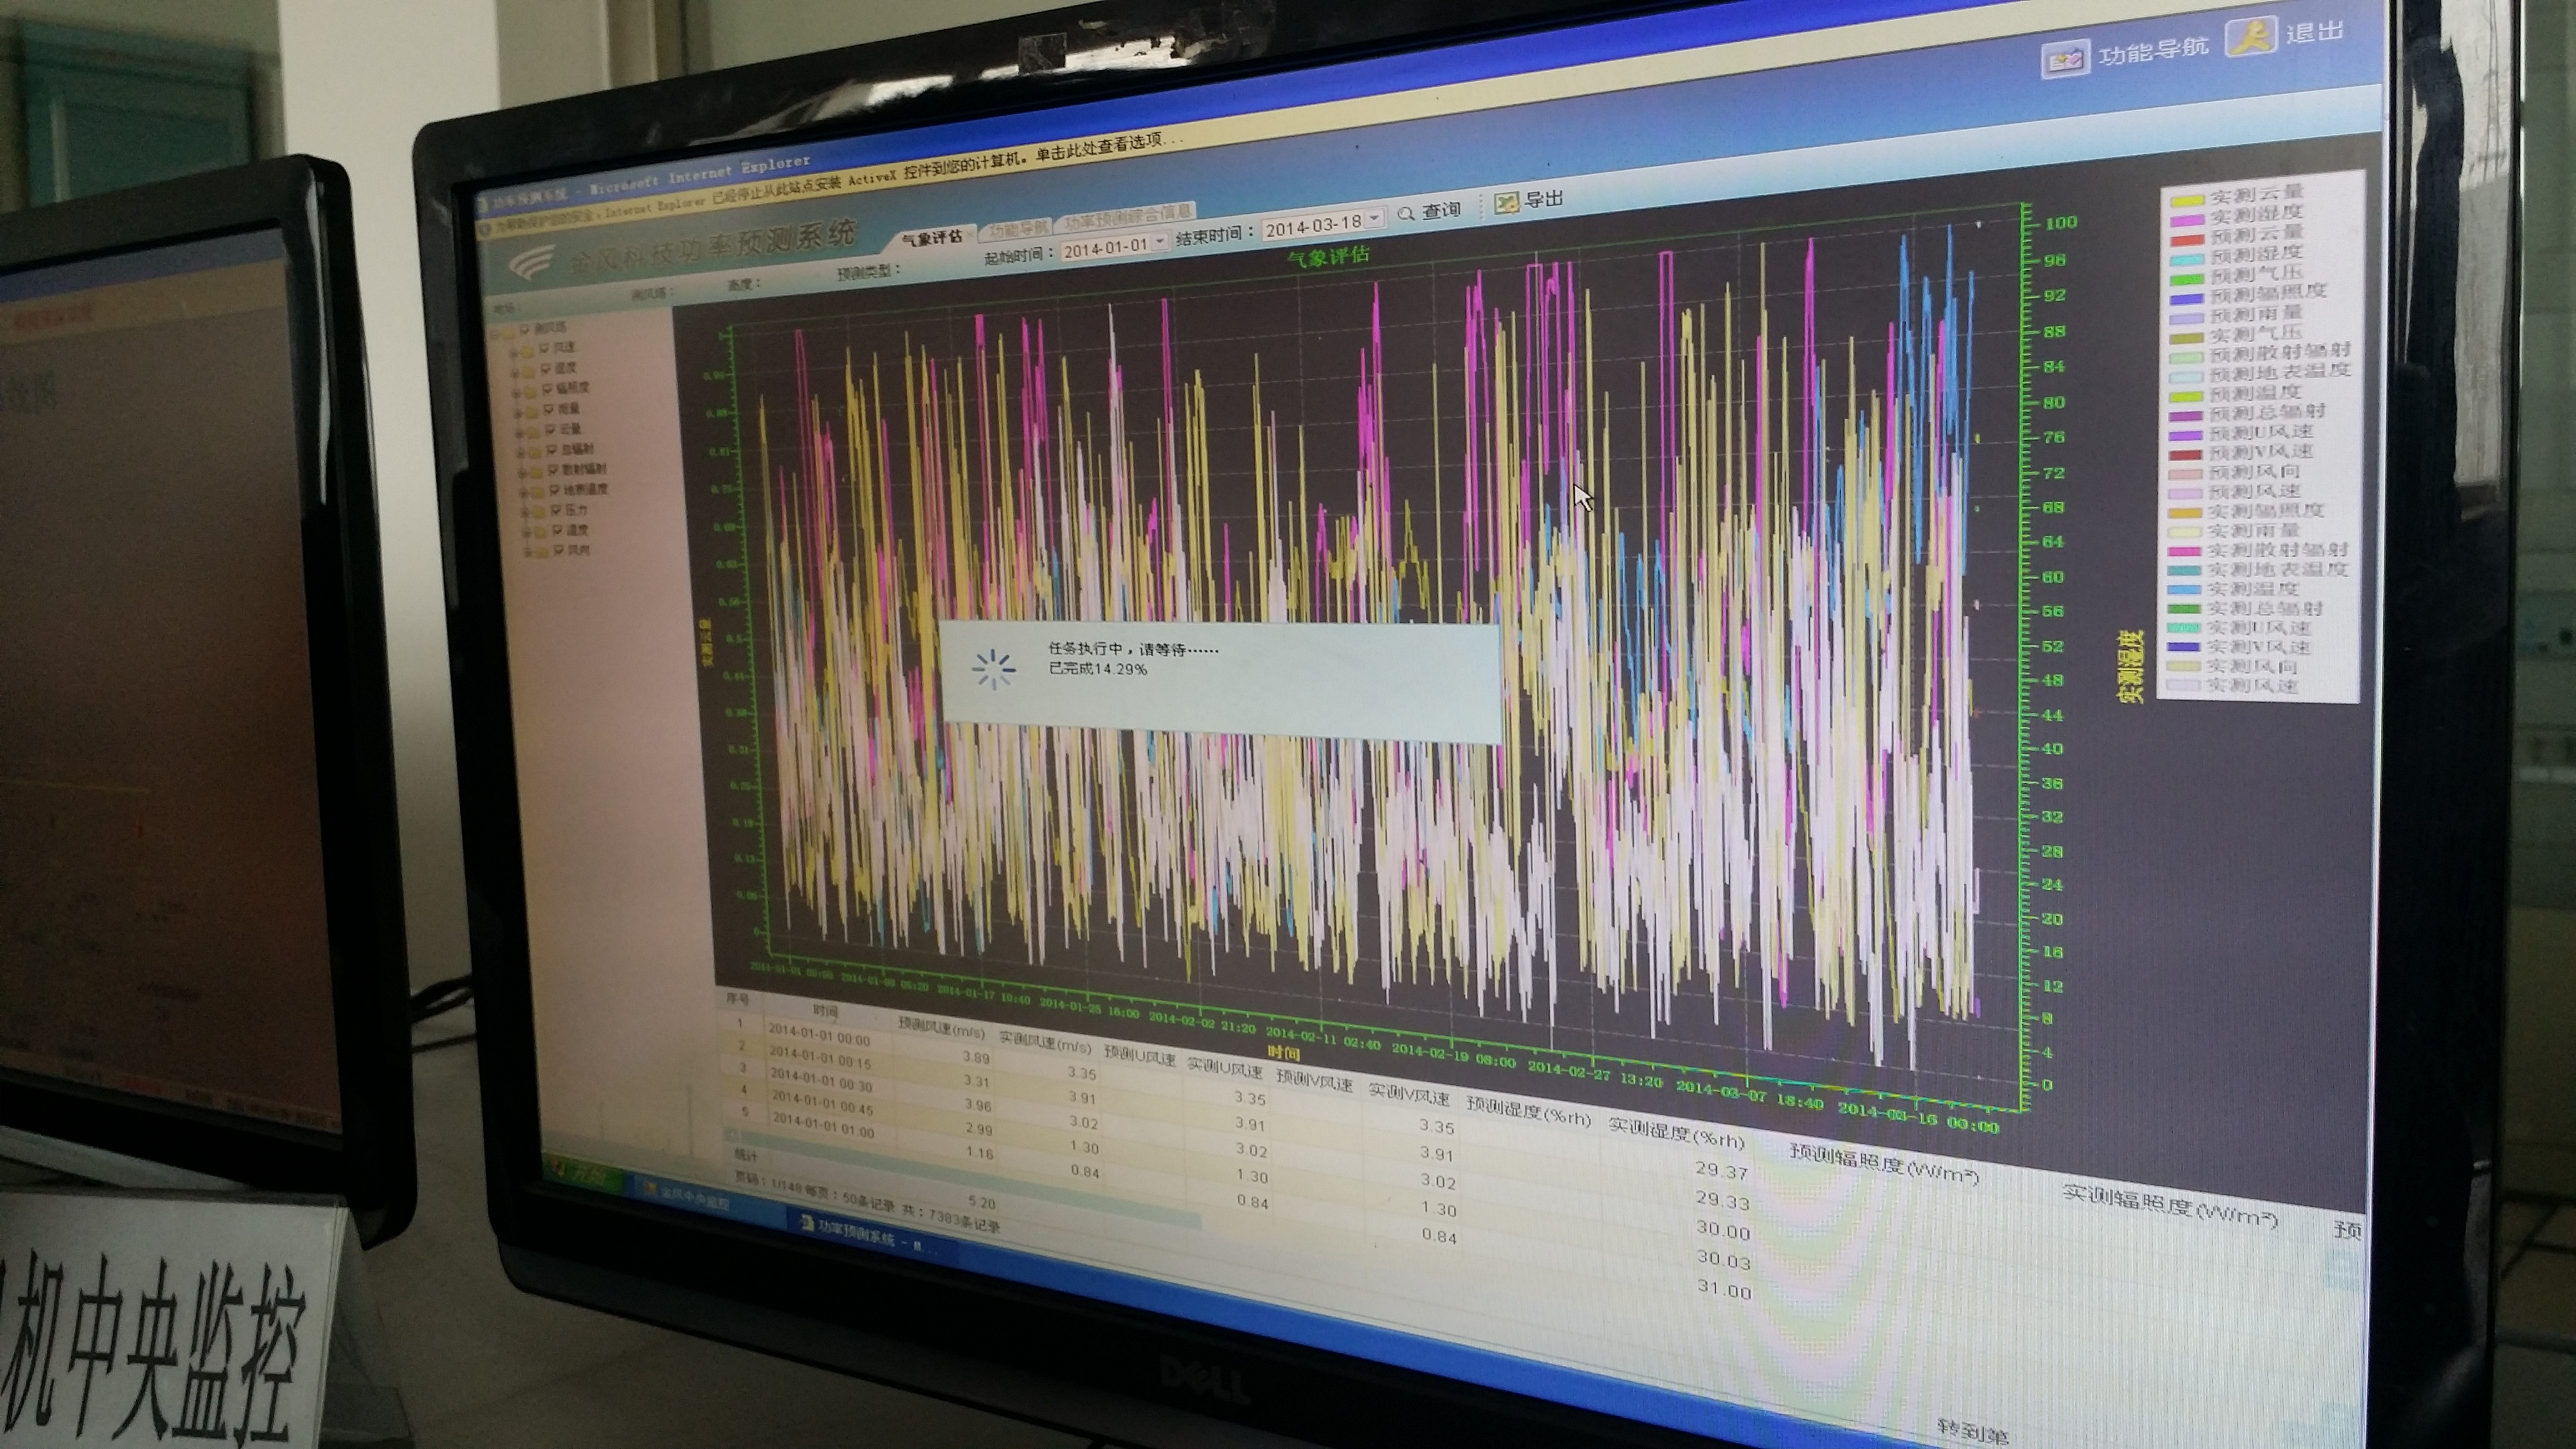 功能导航 退出
功率预测系统 - Microsoft Internet Explorer
为帮助保护您的安全，Internet Explorer 已经停止从此站点安装 ActiveX 控件到您的计算机。单击此处查看选项...
金风科技功率预测系统
气象评估 功能导航 功率预测综合信息
测风塔： 高度： 预测类型： 起始时间： 2014-01-01 结束时间： 2014-03-18 查询 导出
测风塔
风速
湿度
辐照度
雨量
云量
总辐射
散射辐射
地表温度
压力
温度
风向
气象评估
实测云量
任务执行中，请等待……
已完成14.29%
100
96
92
88
84
80
76
72
68
64
60
56
52
48
44
40
36
32
28
24
20
16
12
8
4
0
实测湿度
实测云量
实测湿度
预测云量
预测湿度
预测气压
预测辐照度
预测雨量
实测气压
预测散射辐射
预测地表温度
预测温度
预测总辐射
预测U风速
预测V风速
预测风向
预测风速
实测辐照度
实测雨量
实测散射辐射
实测地表温度
实测温度
实测总辐射
实测U风速
实测V风速
实测风向
实测风速
2014-01-01 00:00 2014-01-09 05:20 2014-01-17 10:40 2014-01-25 16:00 2014-02-02 21:20 2014-02-11 02:40 2014-02-19 08:00 2014-02-27 13:20 2014-03-07 18:40 2014-03-16 00:00
时间
序号 时间 预测风速(m/s) 实测风速(m/s) 预测U风速 实测U风速 预测V风速 实测V风速 预测湿度(%rh) 实测湿度(%rh) 预测辐照度(W/m²) 实测辐照度(W/m²) 预
1 2014-01-01 00:00 3.89 3.35 3.35 3.35 29.37
2 2014-01-01 00:15 3.31 3.91 3.91 3.91 29.33
3 2014-01-01 00:30 3.96 3.02 3.02 3.02 30.00
4 2014-01-01 00:45 2.99 1.30 1.30 1.30 30.03
5 2014-01-01 01:00 1.16 0.84 0.84 0.84 31.00
统计 5.20
页码：1/148 每页：50条记录 共：7383条记录
转到第
开始 金风中央监控 功率预测系统 - M...
DELL
机中央监控